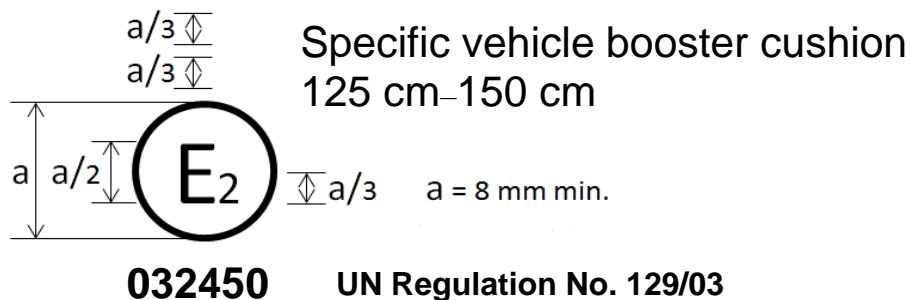 a/3
Specific vehicle booster cushion
a/3
125 cm–150 cm
a a/2 E2 a/3 a = 8 mm min.
032450 UN Regulation No. 129/03